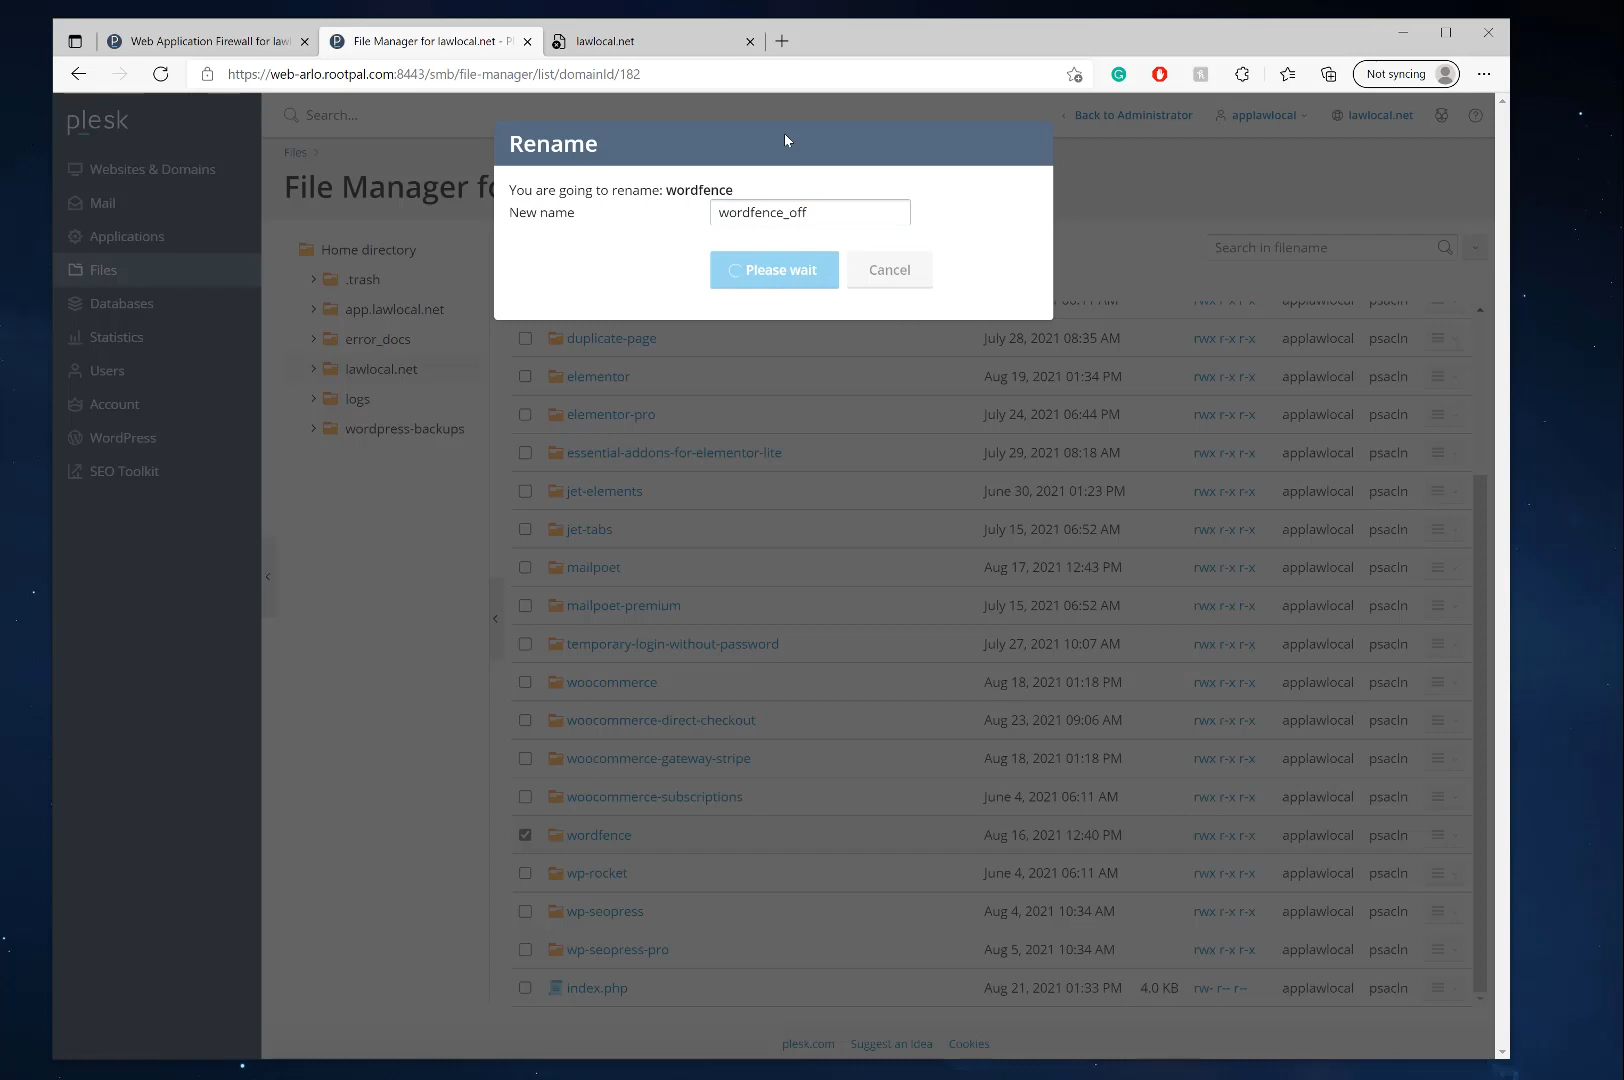 Web Application Firewall for lawl
File Manager for lawlocal.net - Pl
lawlocal.net
https://web-arlo.rootpal.com:8443/smb/file-manager/list/domainId/182
Not syncing
plesk
Search...
Back to Administrator
applawlocal
lawlocal.net
Websites & Domains
Mail
Applications
Files
Databases
Statistics
Users
Account
WordPress
SEO Toolkit
Files >
File Manager fo
Rename
You are going to rename: wordfence
New name
wordfence_off
Please wait
Cancel
Search in filename
Home directory
.trash
app.lawlocal.net
error_docs
lawlocal.net
logs
wordpress-backups
rwx r-x r-x applawlocal psacln
duplicate-page July 28, 2021 08:35 AM rwx r-x r-x applawlocal psacln
elementor Aug 19, 2021 01:34 PM rwx r-x r-x applawlocal psacln
elementor-pro July 24, 2021 06:44 PM rwx r-x r-x applawlocal psacln
essential-addons-for-elementor-lite July 29, 2021 08:18 AM rwx r-x r-x applawlocal psacln
jet-elements June 30, 2021 01:23 PM rwx r-x r-x applawlocal psacln
jet-tabs July 15, 2021 06:52 AM rwx r-x r-x applawlocal psacln
mailpoet Aug 17, 2021 12:43 PM rwx r-x r-x applawlocal psacln
mailpoet-premium July 15, 2021 06:52 AM rwx r-x r-x applawlocal psacln
temporary-login-without-password July 27, 2021 10:07 AM rwx r-x r-x applawlocal psacln
woocommerce Aug 18, 2021 01:18 PM rwx r-x r-x applawlocal psacln
woocommerce-direct-checkout Aug 23, 2021 09:06 AM rwx r-x r-x applawlocal psacln
woocommerce-gateway-stripe Aug 18, 2021 01:18 PM rwx r-x r-x applawlocal psacln
woocommerce-subscriptions June 4, 2021 06:11 AM rwx r-x r-x applawlocal psacln
wordfence Aug 16, 2021 12:40 PM rwx r-x r-x applawlocal psacln
wp-rocket June 4, 2021 06:11 AM rwx r-x r-x applawlocal psacln
wp-seopress Aug 4, 2021 10:34 AM rwx r-x r-x applawlocal psacln
wp-seopress-pro Aug 5, 2021 10:34 AM rwx r-x r-x applawlocal psacln
index.php Aug 21, 2021 01:33 PM 4.0 KB rw- r-- r-- applawlocal psacln
plesk.com Suggest an Idea Cookies